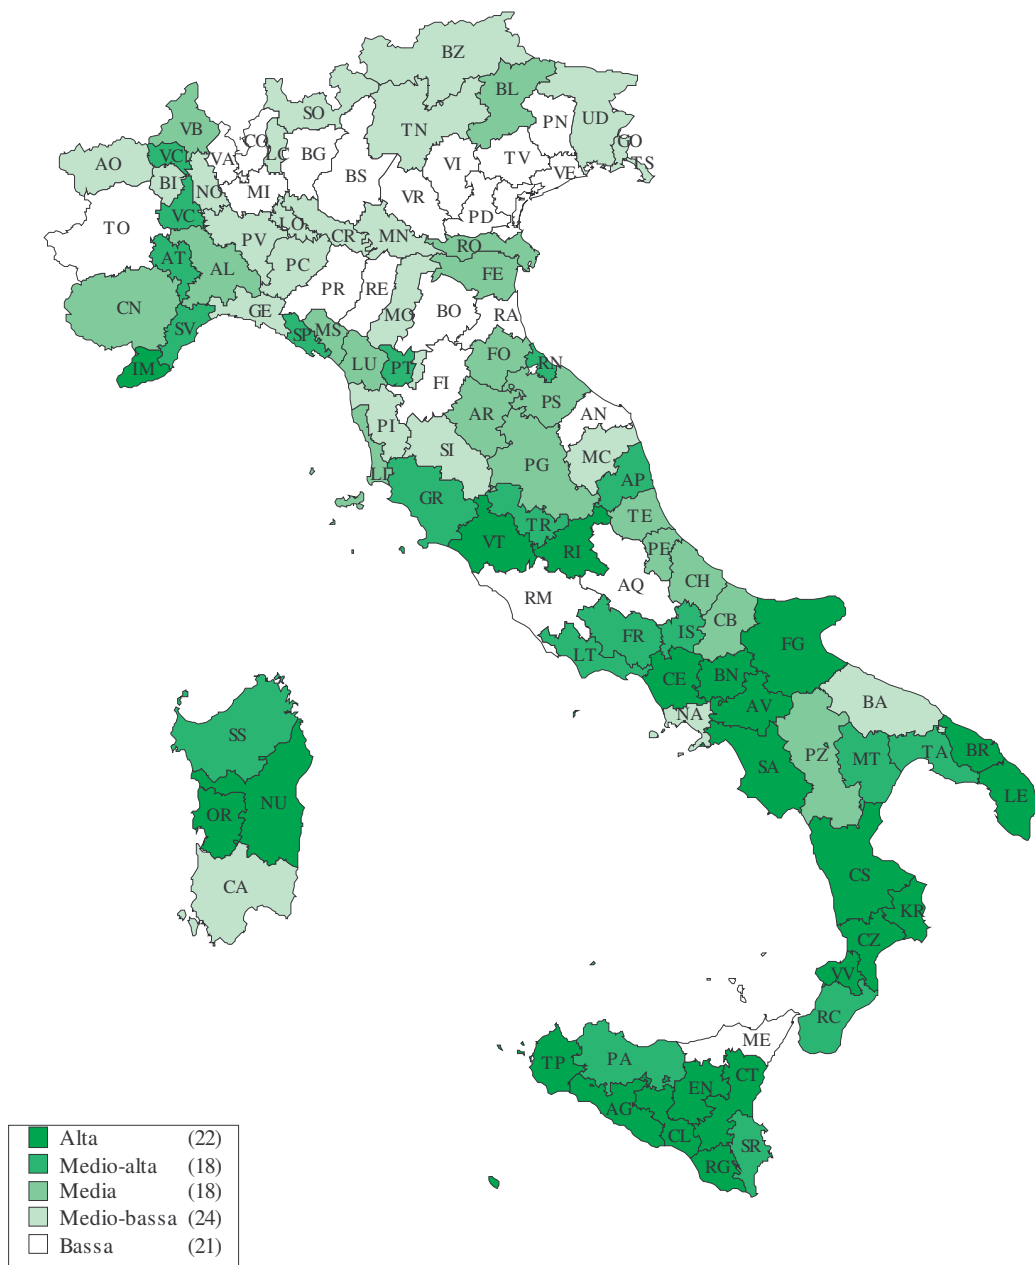 BZ
BL
SO
TN
PN
UD
VB
CO
GO
AO
VC
VA
LC
BG
VI
TV
TS
BI
NO
MI
BS
VR
VE
TO
VC
PD
PV
LO
CR
MN
RO
AT
AL
PC
FE
CN
GE
PR
RE
MO
BO
RA
SV
SP
MS
IM
LU
PT
FI
FO
RN
AR
PS
AN
PI
SI
PG
MC
LI
GR
AP
TR
TE
VT
RI
PE
RM
AQ
CH
LT
FR
IS
CB
FG
CE
BN
AV
NA
BA
SS
SA
PZ
MT
TA
BR
LE
NU
OR
CA
CS
KR
CZ
VV
RC
ME
TP
PA
CT
EN
AG
CL
SR
RG
Alta (22)
Medio-alta (18)
Media (18)
Medio-bassa (24)
Bassa (21)